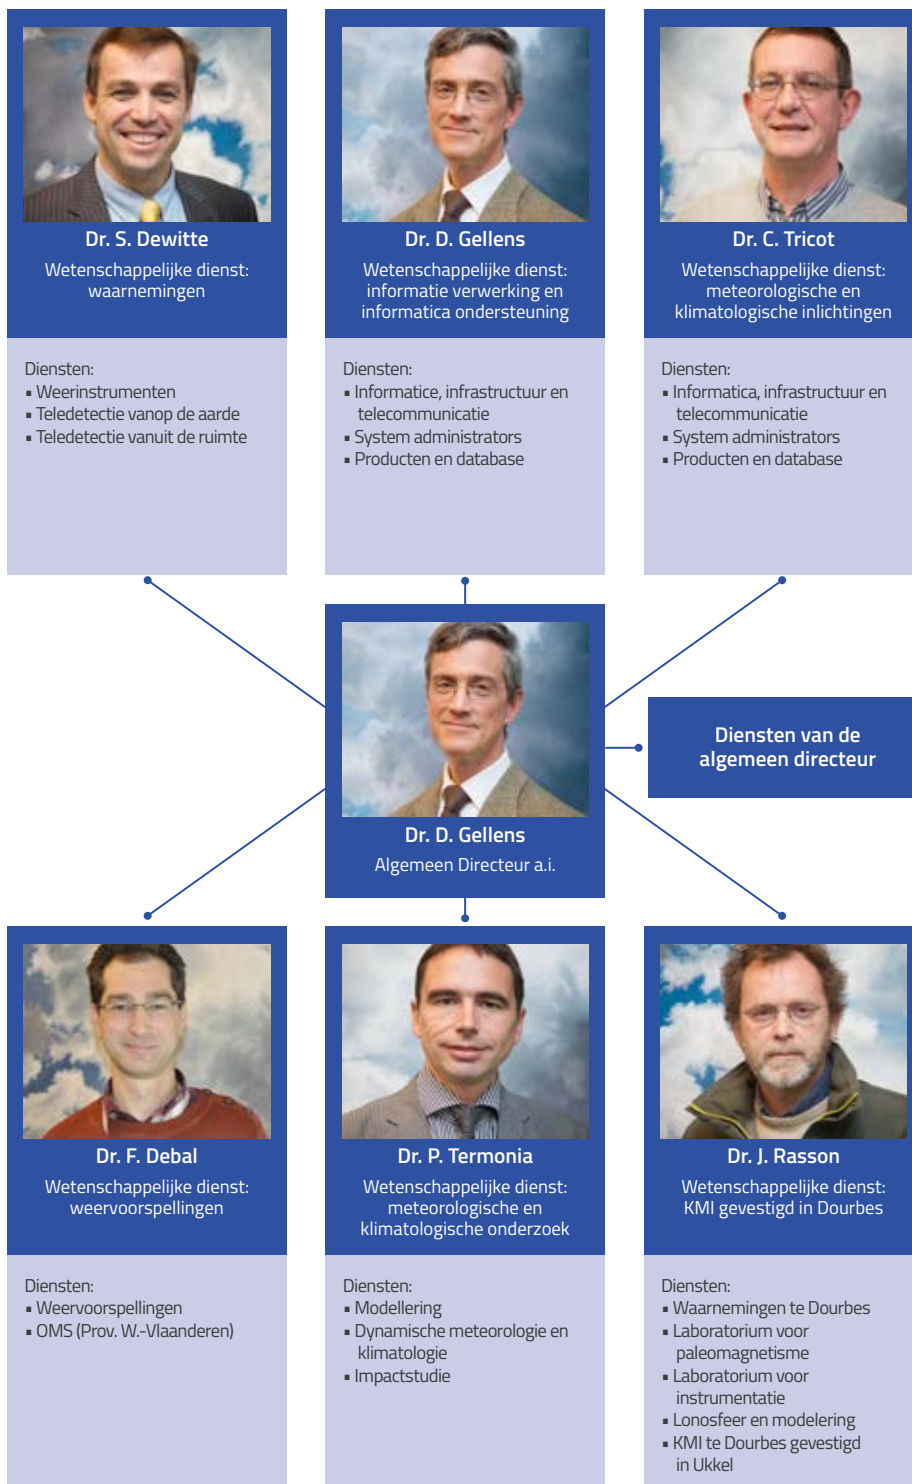 Dr. S. Dewitte
Wetenschappelijke dienst:
waarnemingen
Diensten:
▪ Weerinstrumenten
▪ Teledetectie vanop de aarde
▪ Teledetectie vanuit de ruimte
Dr. D. Gellens
Wetenschappelijke dienst:
informatie verwerking en
informatica ondersteuning
Diensten:
▪ Informatice, infrastructuur en
telecommunicatie
▪ System administrators
▪ Producten en database
Dr. C. Tricot
Wetenschappelijke dienst:
meteorologische en
klimatologische inlichtingen
Diensten:
▪ Informatica, infrastructuur en
telecommunicatie
▪ System administrators
▪ Producten en database
Dr. D. Gellens
Algemeen Directeur a.i.
Diensten van de
algemeen directeur
Dr. F. Debal
Wetenschappelijke dienst:
weervoorspellingen
Diensten:
▪ Weervoorspellingen
▪ OMS (Prov. W.-Vlaanderen)
Dr. P. Termonia
Wetenschappelijke dienst:
meteorologische en
klimatologische onderzoek
Diensten:
▪ Modellering
▪ Dynamische meteorologie en
klimatologie
▪ Impactstudie
Dr. J. Rasson
Wetenschappelijke dienst:
KMI gevestigd in Dourbes
Diensten:
▪ Waarnemingen te Dourbes
▪ Laboratorium voor
paleomagnetisme
▪ Laboratorium voor
instrumentatie
▪ Lonosfeer en modelering
▪ KMI te Dourbes gevestigd
in Ukkel